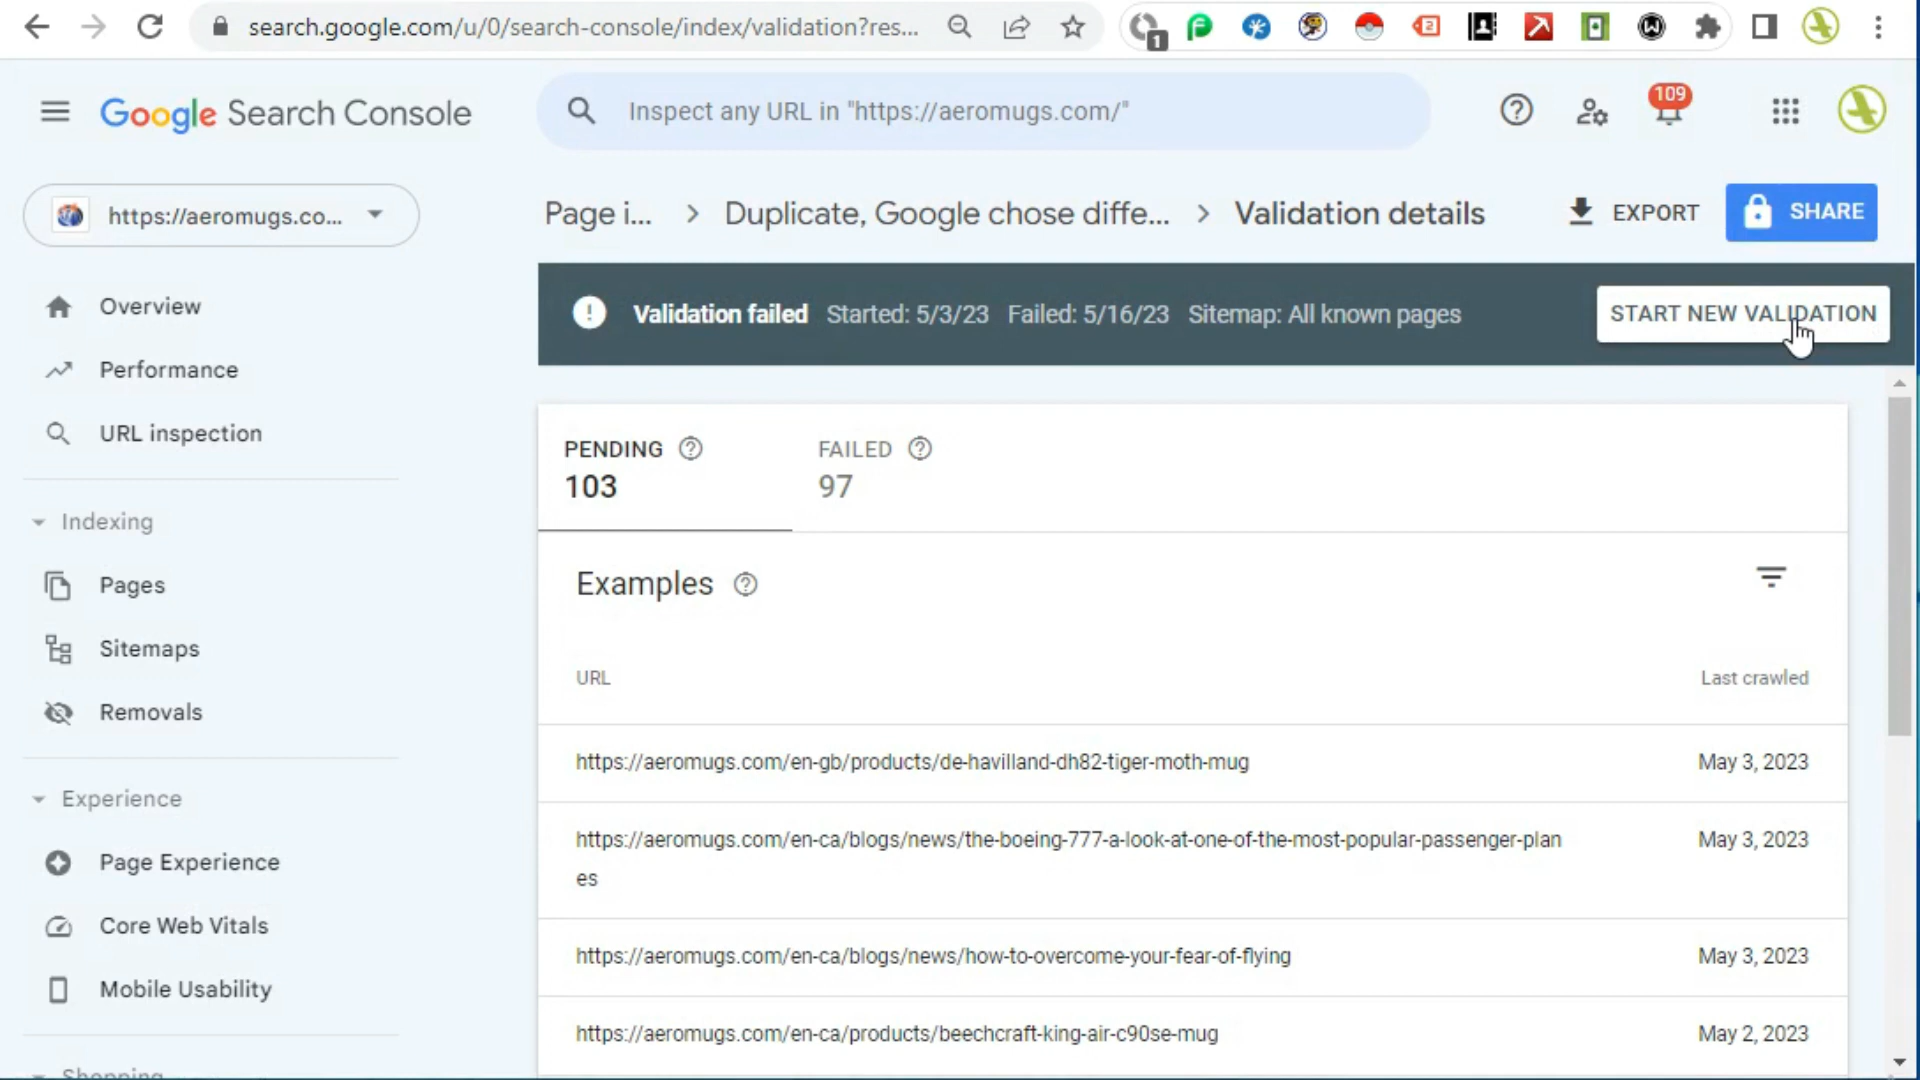 search.google.com/u/0/search-console/index/validation?res...
1
2
Google Search Console
Inspect any URL in "https://aeromugs.com/"
109
https://aeromugs.co...
Page i... > Duplicate, Google chose diffe... > Validation details
EXPORT
SHARE
Validation failed Started: 5/3/23 Failed: 5/16/23 Sitemap: All known pages
START NEW VALIDATION
Overview
Performance
URL inspection
Indexing
Pages
Sitemaps
Removals
Experience
Page Experience
Core Web Vitals
Mobile Usability
Shopping
PENDING
103
FAILED
97
Examples
URL Last crawled
https://aeromugs.com/en-gb/products/de-havilland-dh82-tiger-moth-mug May 3, 2023
https://aeromugs.com/en-ca/blogs/news/the-boeing-777-a-look-at-one-of-the-most-popular-passenger-plan May 3, 2023
es
https://aeromugs.com/en-ca/blogs/news/how-to-overcome-your-fear-of-flying May 3, 2023
https://aeromugs.com/en-ca/products/beechcraft-king-air-c90se-mug May 2, 2023